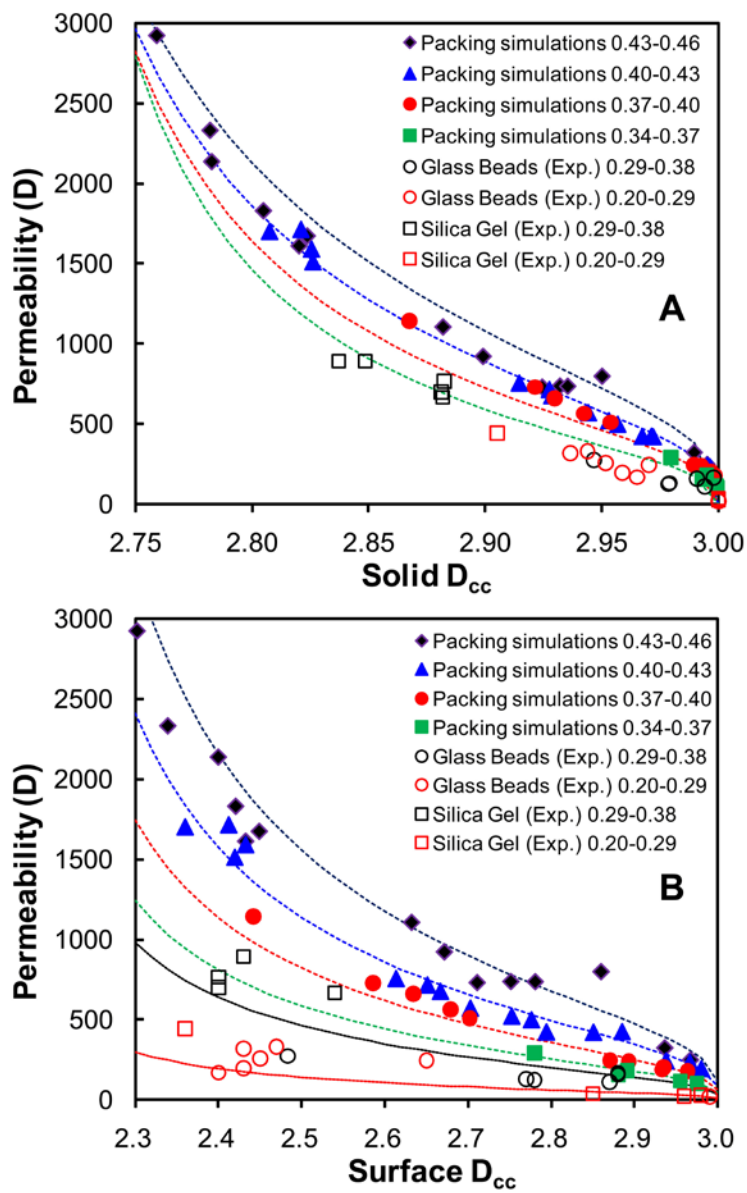 3000
2500
2000
1500
1000
500
0
Permeability (D)
Packing simulations 0.43-0.46
Packing simulations 0.40-0.43
Packing simulations 0.37-0.40
Packing simulations 0.34-0.37
Glass Beads (Exp.) 0.29-0.38
Glass Beads (Exp.) 0.20-0.29
Silica Gel (Exp.) 0.29-0.38
Silica Gel (Exp.) 0.20-0.29
A
2.75 2.80 2.85 2.90 2.95 3.00
Solid Dcc
3000
2500
2000
1500
1000
500
0
Permeability (D)
Packing simulations 0.43-0.46
Packing simulations 0.40-0.43
Packing simulations 0.37-0.40
Packing simulations 0.34-0.37
Glass Beads (Exp.) 0.29-0.38
Glass Beads (Exp.) 0.20-0.29
Silica Gel (Exp.) 0.29-0.38
Silica Gel (Exp.) 0.20-0.29
B
2.3 2.4 2.5 2.6 2.7 2.8 2.9 3.0
Surface Dcc